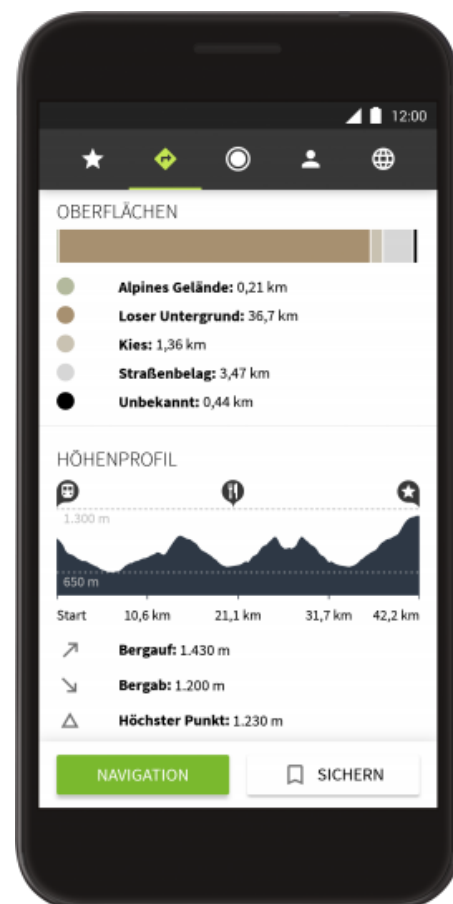 12:00
OBERFLÄCHEN
Alpines Gelände: 0,21 km
Loser Untergrund: 36,7 km
Kies: 1,36 km
Straßenbelag: 3,47 km
Unbekannt: 0,44 km
HÖHENPROFIL
1.300 m
650 m
Start 10,6 km 21,1 km 31,7 km 42,2 km
Bergauf: 1.430 m
Bergab: 1.200 m
Höchster Punkt: 1.230 m
NAVIGATION SICHERN